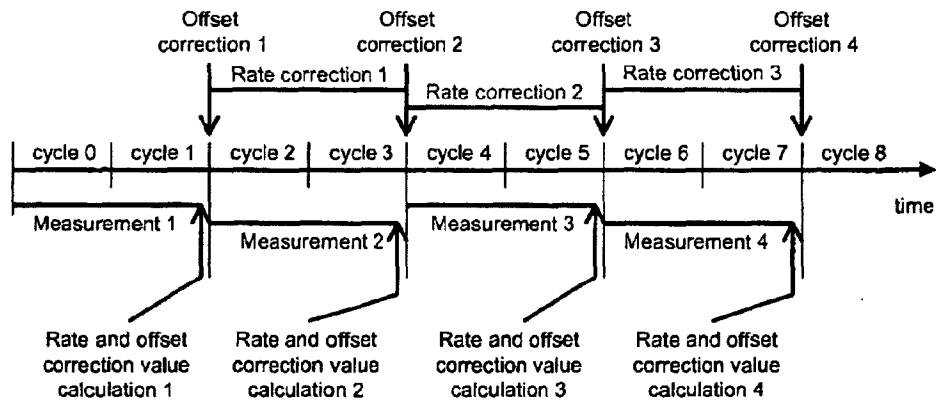 Offset
correction 1
Offset
correction 2
Offset
correction 3
Offset
correction 4
Rate correction 1
Rate correction 2
Rate correction 3
cycle 0
cycle 1
cycle 2
cycle 3
cycle 4
cycle 5
cycle 6
cycle 7
cycle 8
time
Measurement 1
Measurement 2
Measurement 3
Measurement 4
Rate and offset
correction value
calculation 1
Rate and offset
correction value
calculation 2
Rate and offset
correction value
calculation 3
Rate and offset
correction value
calculation 4